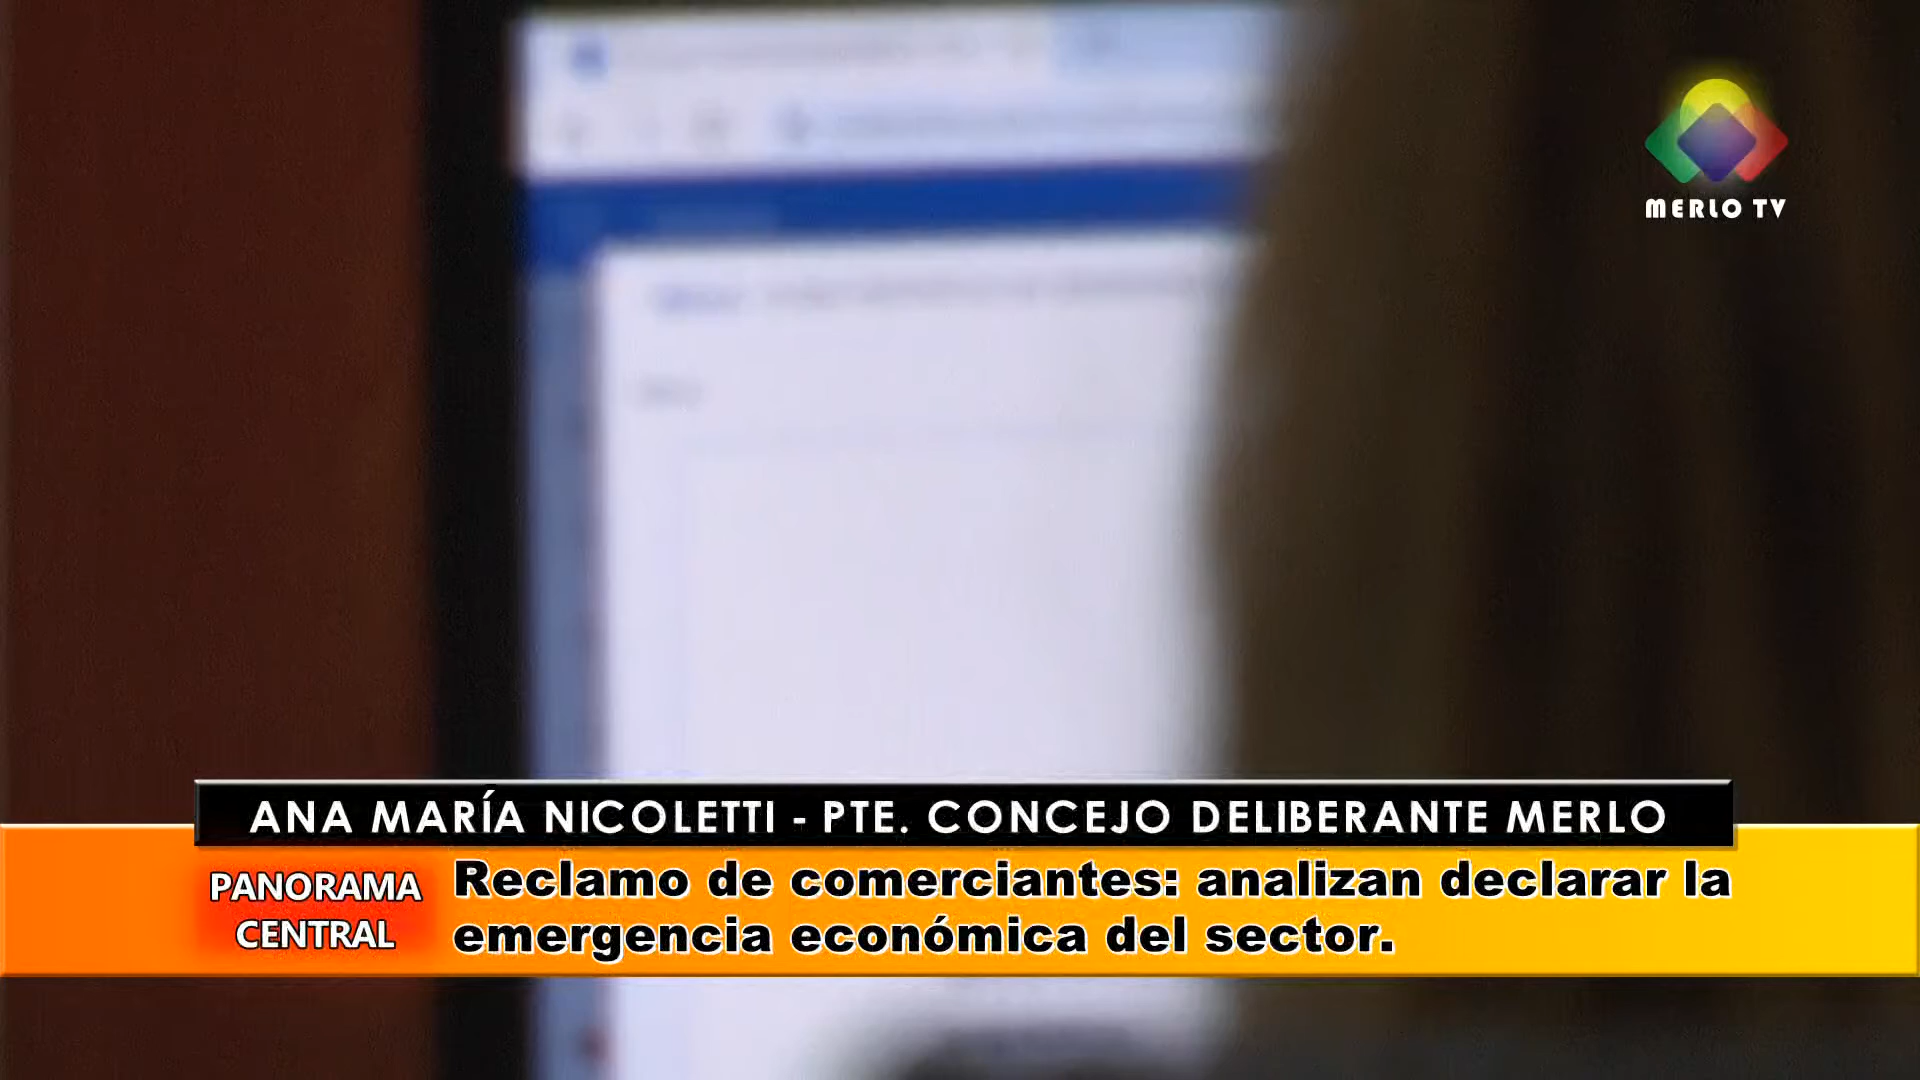 MERLO TV
ANA MARÍA NICOLETTI - PTE. CONCEJO DELIBERANTE MERLO
PANORAMA
CENTRAL
Reclamo de comerciantes: analizan declarar la
emergencia económica del sector.